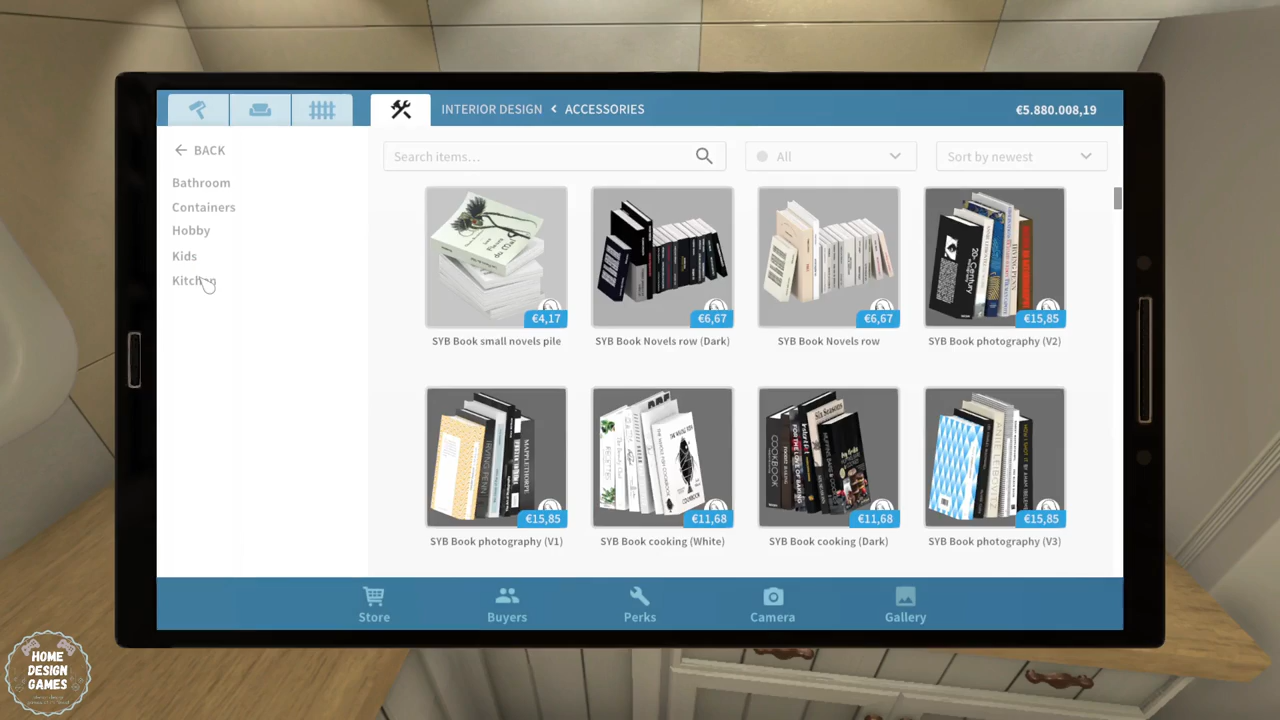 INTERIOR DESIGN < ACCESSORIES
€5.880.008,19
BACK
Search items...
All
Sort by newest
Bathroom
Containers
Hobby
Kids
Kitchen
€4,17
€6,67
€6,67
€15,85
SYB Book small novels pile
SYB Book Novels row (Dark)
SYB Book Novels row
SYB Book photography (V2)
€15,85
€11,68
€11,68
€15,85
SYB Book photography (V1)
SYB Book cooking (White)
SYB Book cooking (Dark)
SYB Book photography (V3)
Store
Buyers
Perks
Camera
Gallery
HOME
DESIGN
GAMES